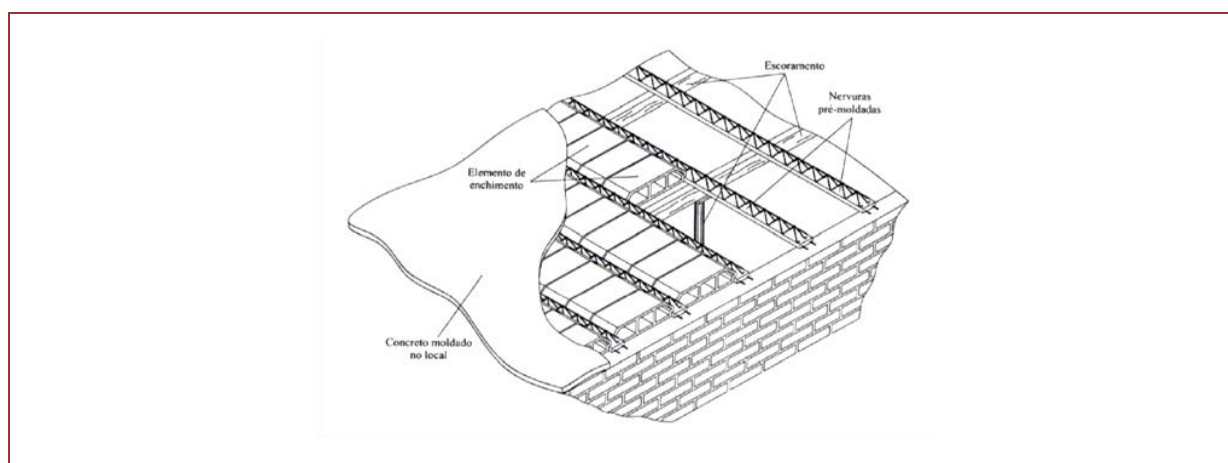 Escoramento
Nervuras
pré-moldadas
Elemento de
enchimento
Concreto moldado
no local